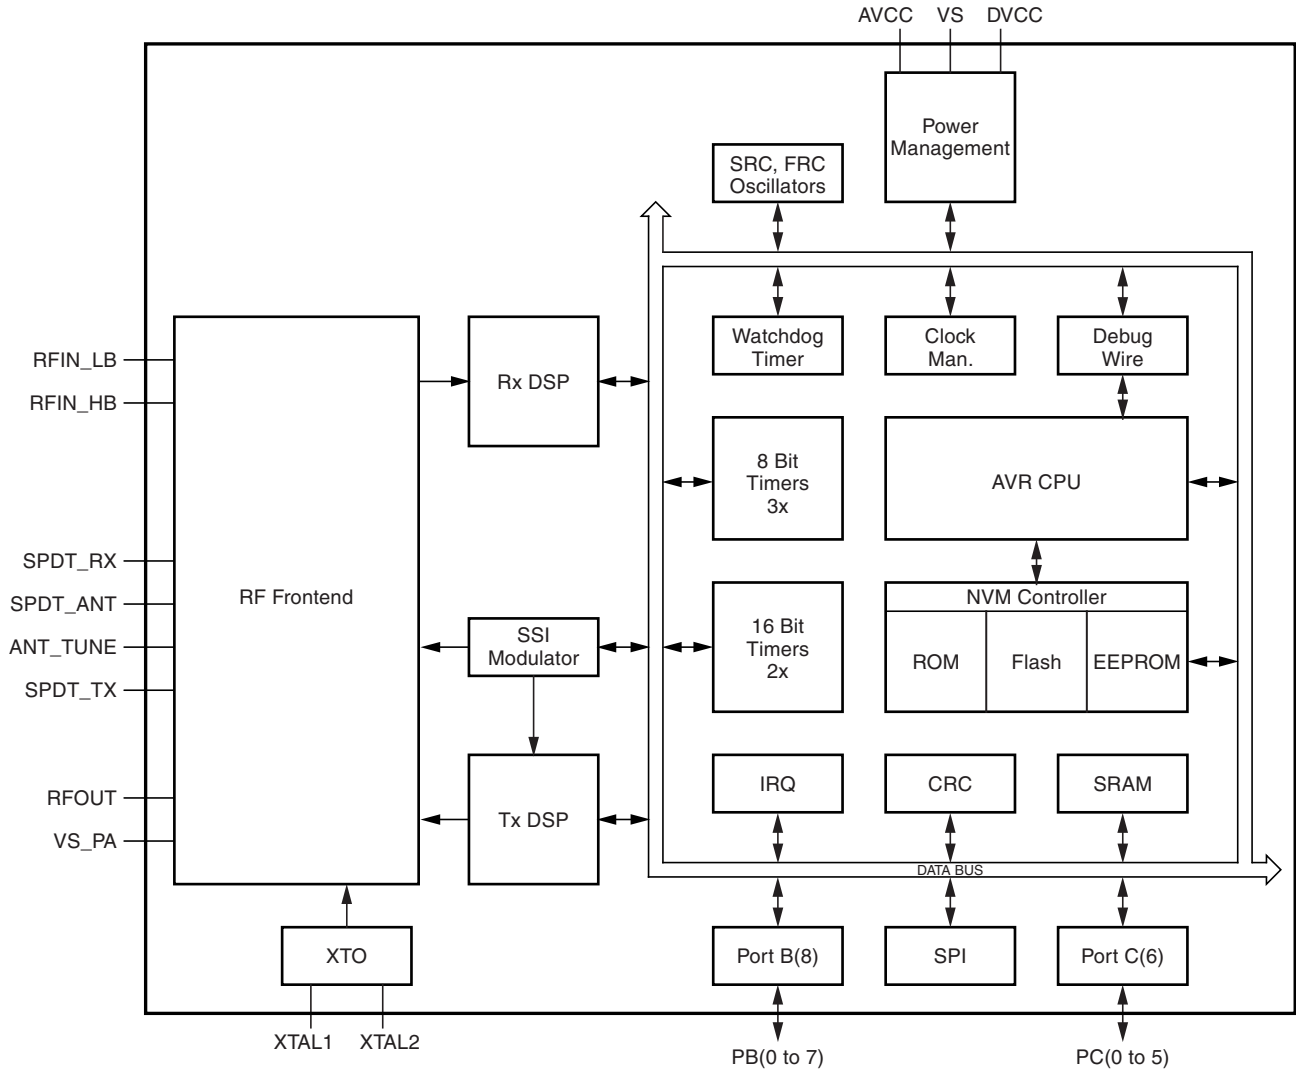 AVCC VS DVCC
Power
Management
SRC, FRC
Oscillators
Watchdog
Timer
Clock
Man.
Debug
Wire
RFIN_LB
RFIN_HB
Rx DSP
8 Bit
Timers
3x
AVR CPU
SPDT_RX
SPDT_ANT
ANT_TUNE
SPDT_TX
RF Frontend
SSI
Modulator
16 Bit
Timers
2x
NVM Controller
ROM
Flash
EEPROM
RFOUT
VS_PA
Tx DSP
IRQ
CRC
SRAM
DATA BUS
XTO
Port B(8)
SPI
Port C(6)
XTAL1
XTAL2
PB(0 to 7)
PC(0 to 5)